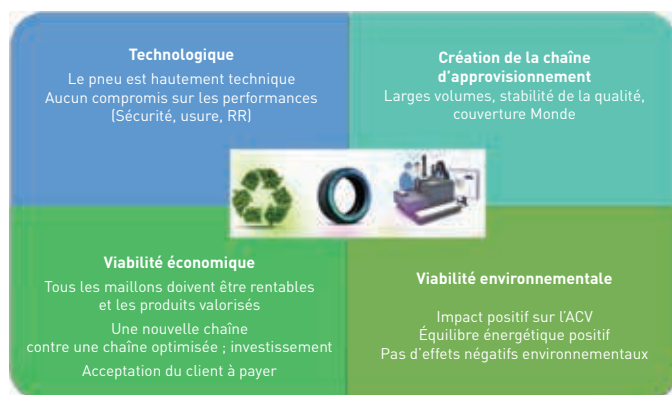 Technologique
Le pneu est hautement technique
Aucun compromis sur les performances
(Sécurité, usure, RR)
Création de la chaîne
d'approvisionnement
Larges volumes, stabilité de la qualité,
couverture Monde
Viabilité économique
Tous les maillons doivent être rentables
et les produits valorisés
Une nouvelle chaîne
contre une chaîne optimisée ; investissement
Acceptation du client à payer
Viabilité environnementale
Impact positif sur l'ACV
Équilibre énergétique positif
Pas d'effets négatifs environmentaux